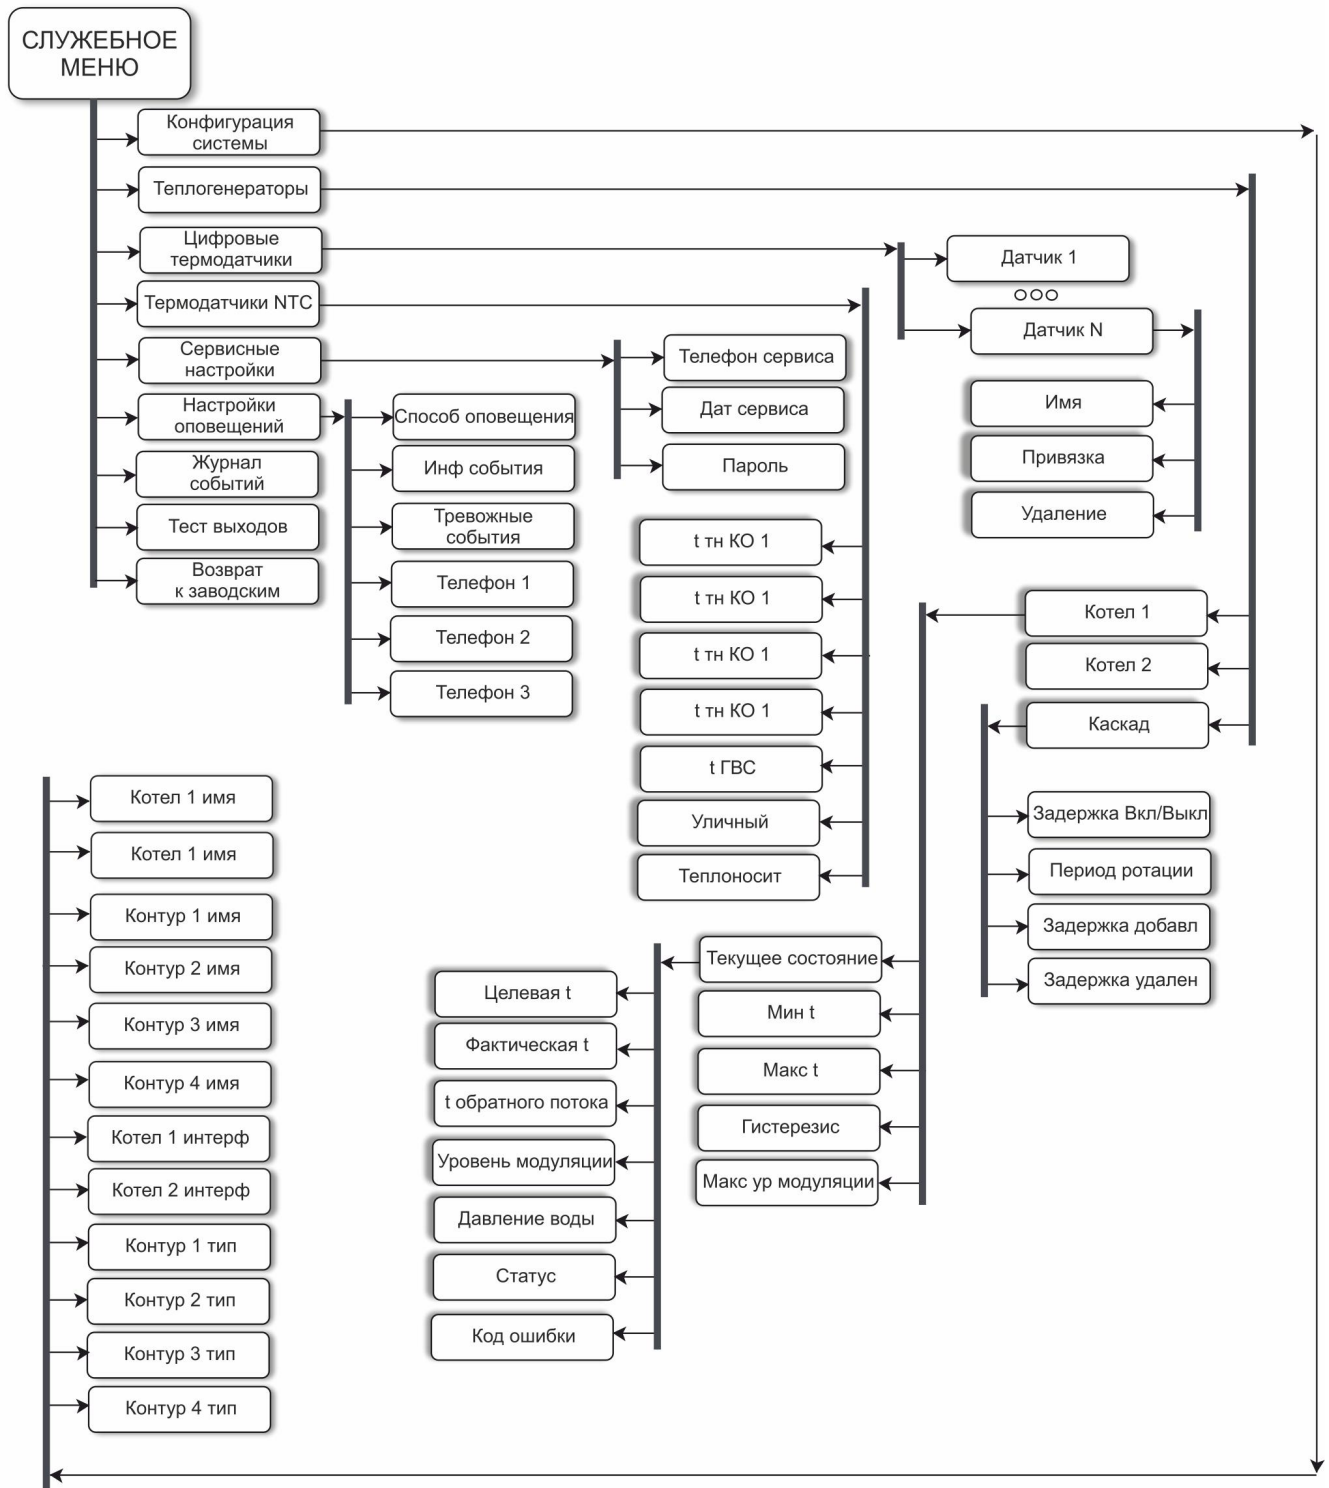 СЛУЖЕБНОЕ
МЕНЮ
Конфигурация
системы
Теплогенераторы
Цифровые
термодатчики
Термодатчики NTC
Сервисные
настройки
Настройки
оповещений
Журнал
событий
Тест выходов
Возврат
к заводским
Способ оповещения
Инф события
Тревожные
события
Телефон 1
Телефон 2
Телефон 3
Телефон сервиса
Дат сервиса
Пароль
Датчик 1
Датчик N
Имя
Привязка
Удаление
t тн КО 1
t тн КО 1
t тн КО 1
t тн КО 1
t ГВС
Уличный
Теплоносит
Котел 1
Котел 2
Каскад
Задержка Вкл/Выкл
Период ротации
Задержка добавл
Задержка удален
Текущее состояние
Мин t
Макс t
Гистерезис
Макс ур модуляции
Целевая t
Фактическая t
t обратного потока
Уровень модуляции
Давление воды
Статус
Код ошибки
Котел 1 имя
Котел 1 имя
Контур 1 имя
Контур 2 имя
Контур 3 имя
Контур 4 имя
Котел 1 интерф
Котел 2 интерф
Контур 1 тип
Контур 2 тип
Контур 3 тип
Контур 4 тип